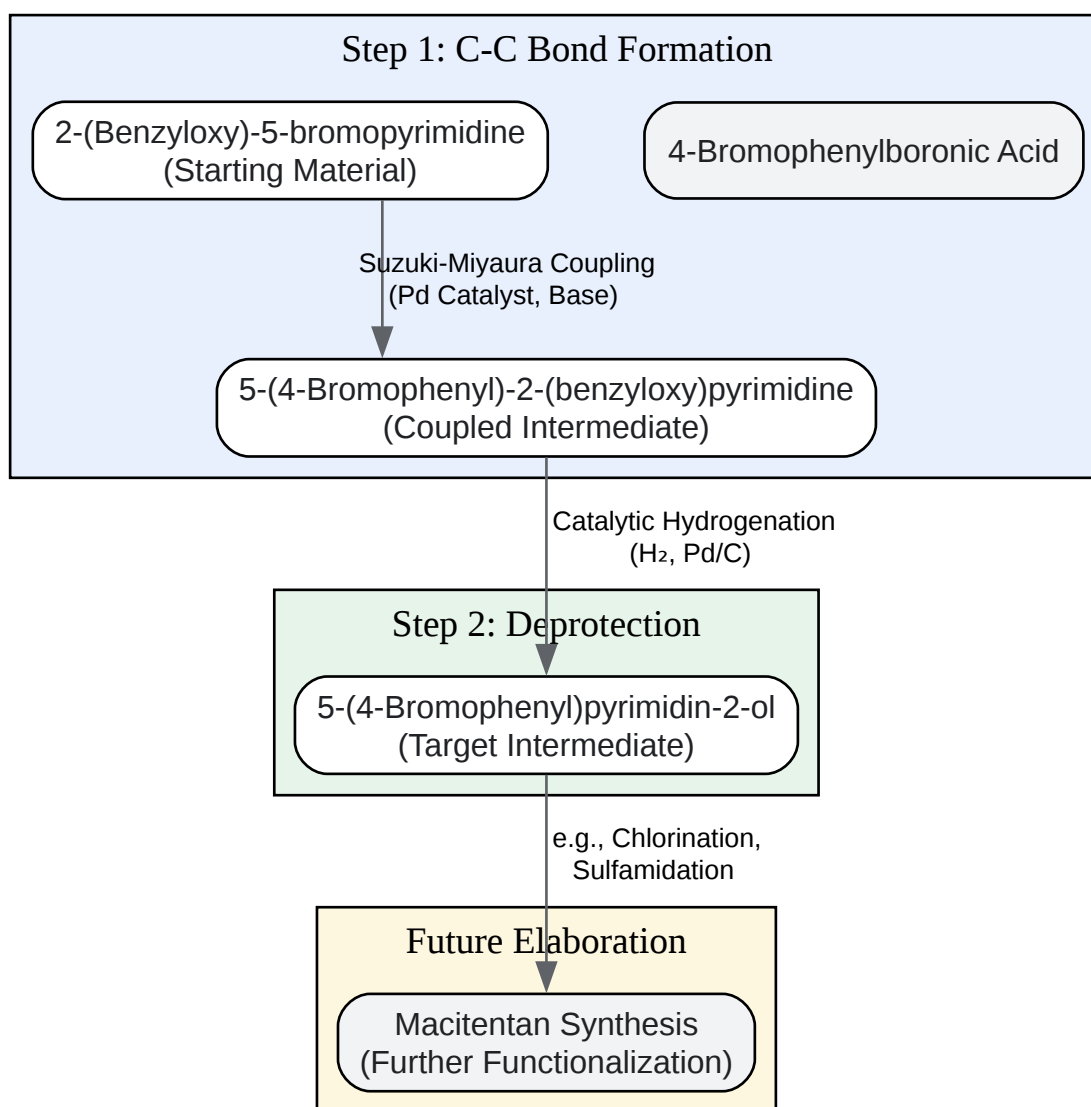 Step 1: C-C Bond Formation
2-(Benzyloxy)-5-bromopyrimidine
(Starting Material)
4-Bromophenylboronic Acid
Suzuki-Miyaura Coupling
(Pd Catalyst, Base)
5-(4-Bromophenyl)-2-(benzyloxy)pyrimidine
(Coupled Intermediate)
Catalytic Hydrogenation
(H₂, Pd/C)
Step 2: Deprotection
5-(4-Bromophenyl)pyrimidin-2-ol
(Target Intermediate)
e.g., Chlorination,
Sulfamidation
Future Elaboration
Macitentan Synthesis
(Further Functionalization)